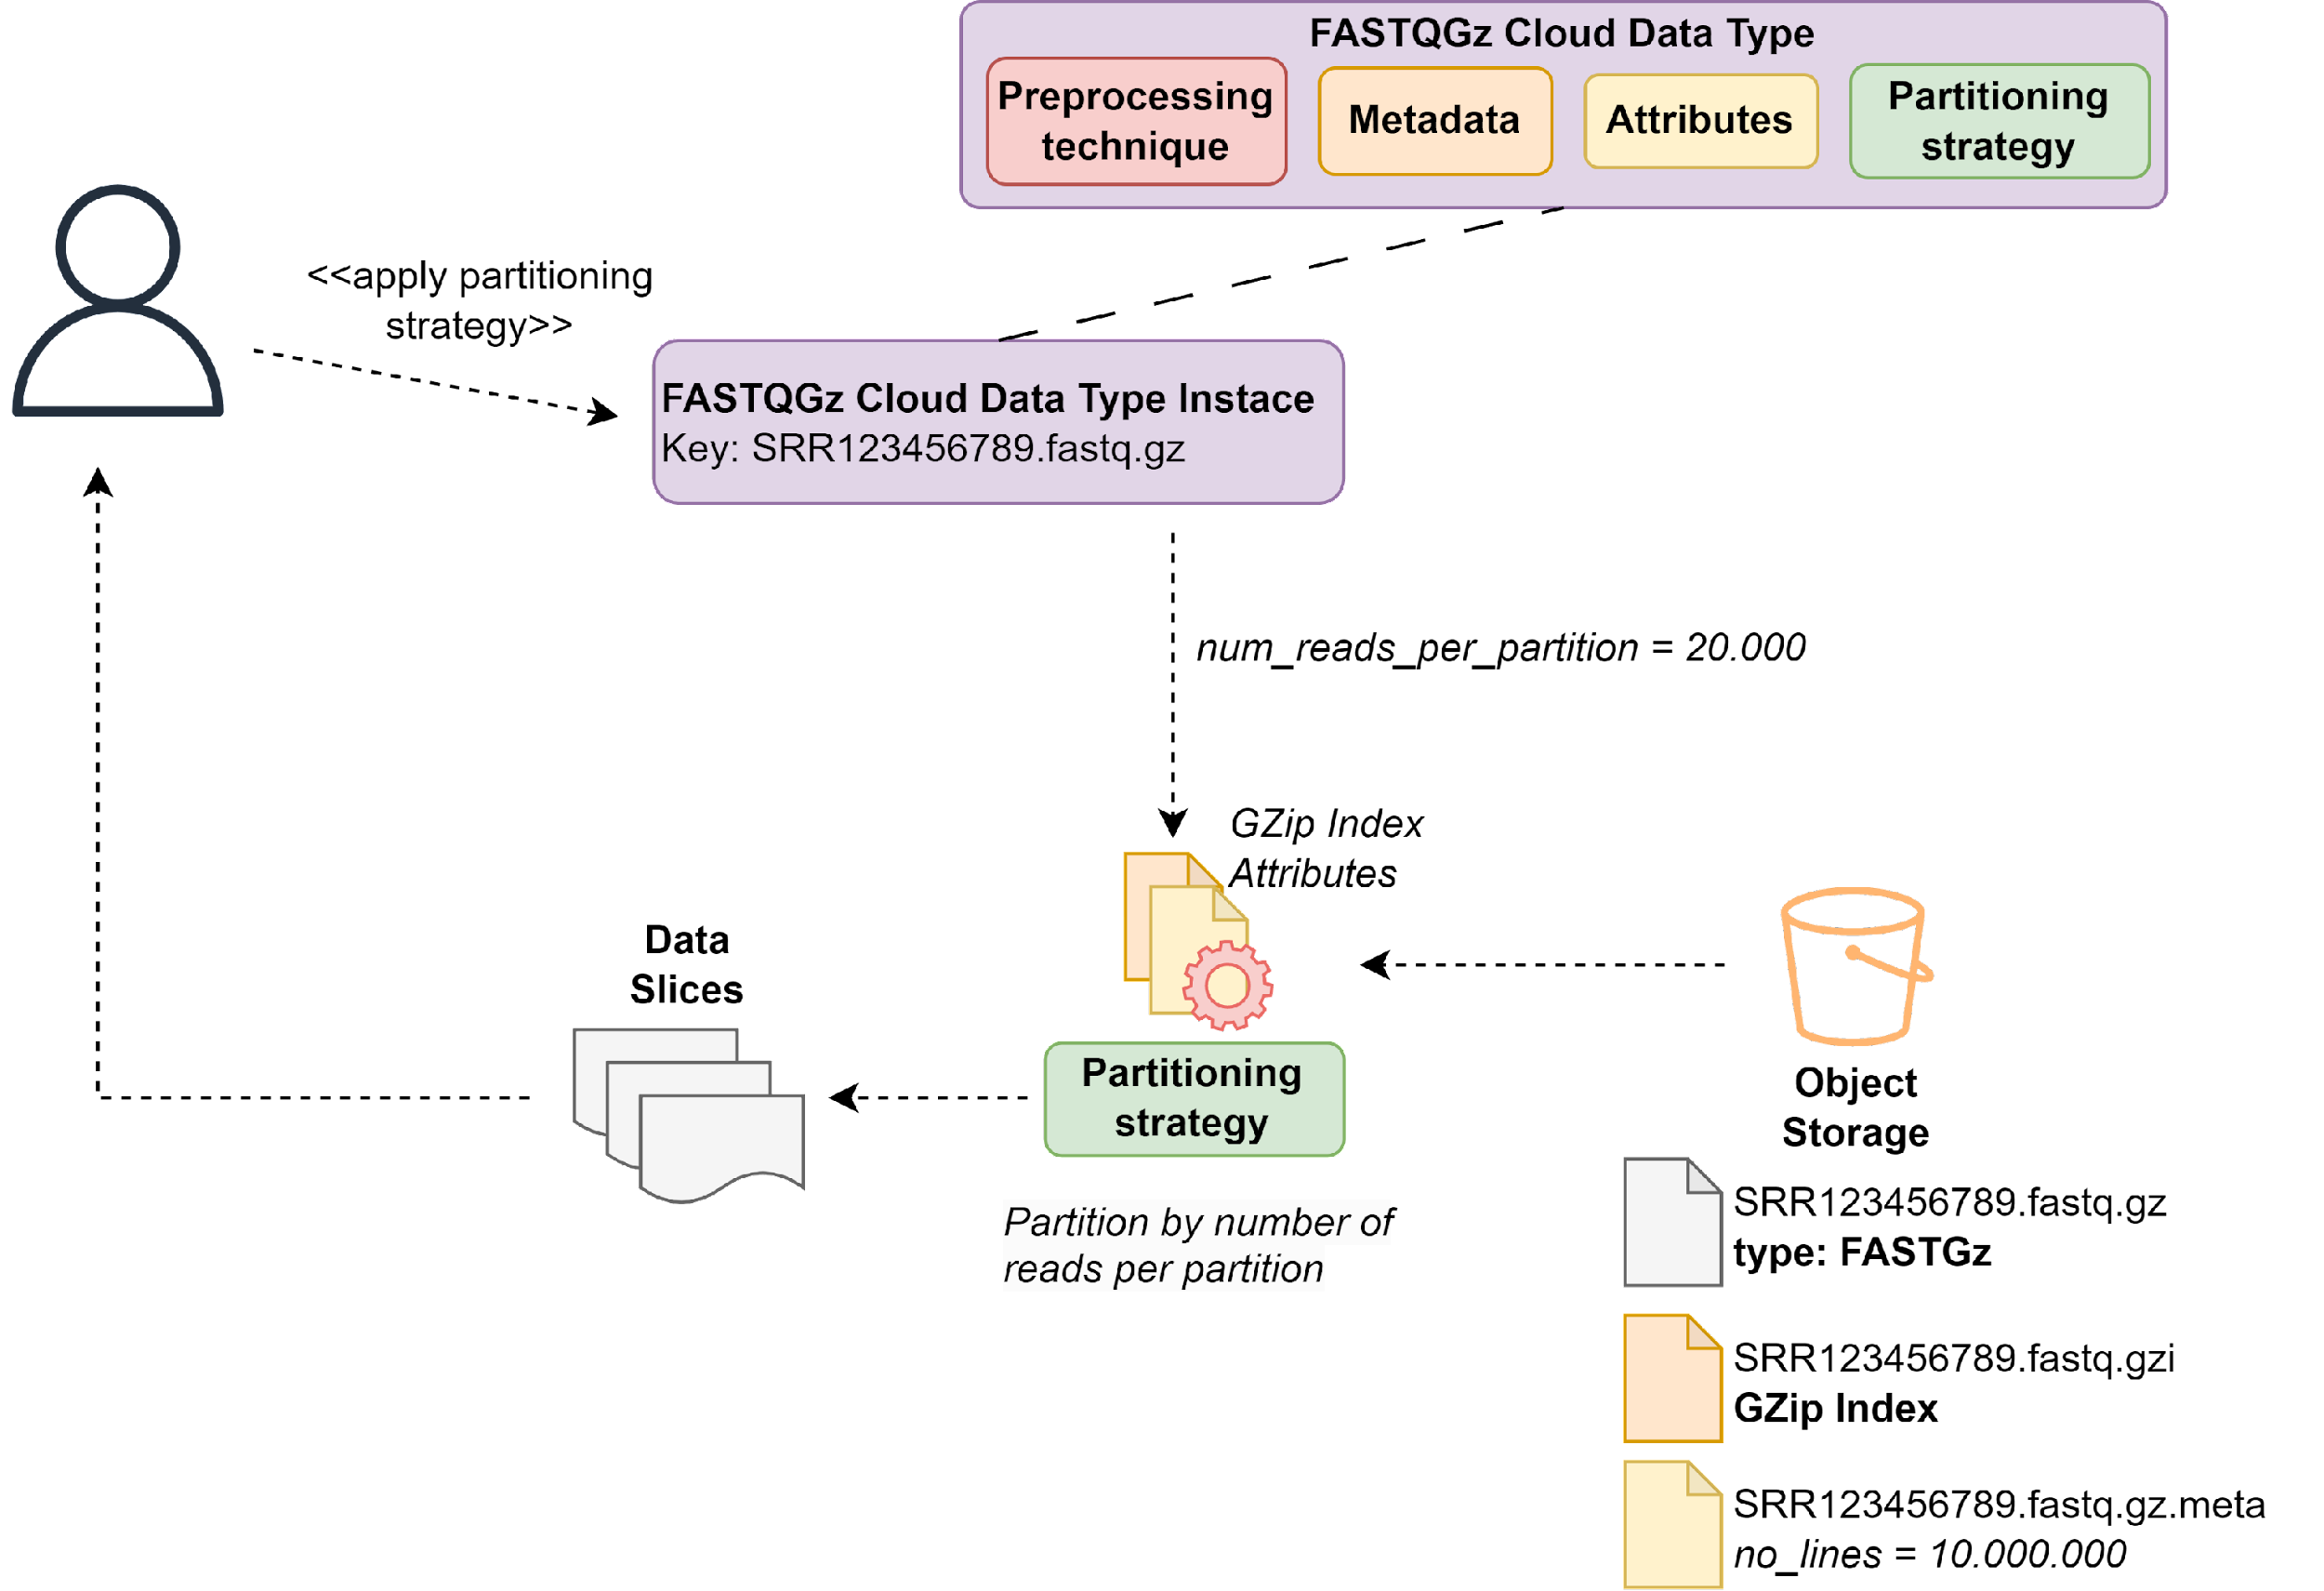 FASTQGz Cloud Data Type
Preprocessing
technique
Metadata
Attributes
Partitioning
strategy
<<apply partitioning
strategy>>
FASTQGz Cloud Data Type Instace
Key: SRR123456789.fastq.gz
num_reads_per_partition = 20.000
GZip Index
Attributes
Data
Slices
Partitioning
strategy
Partition by number of
reads per partition
Object
Storage
SRR123456789.fastq.gz
type: FASTGz
SRR123456789.fastq.gzi
GZip Index
SRR123456789.fastq.gz.meta
no_lines = 10.000.000